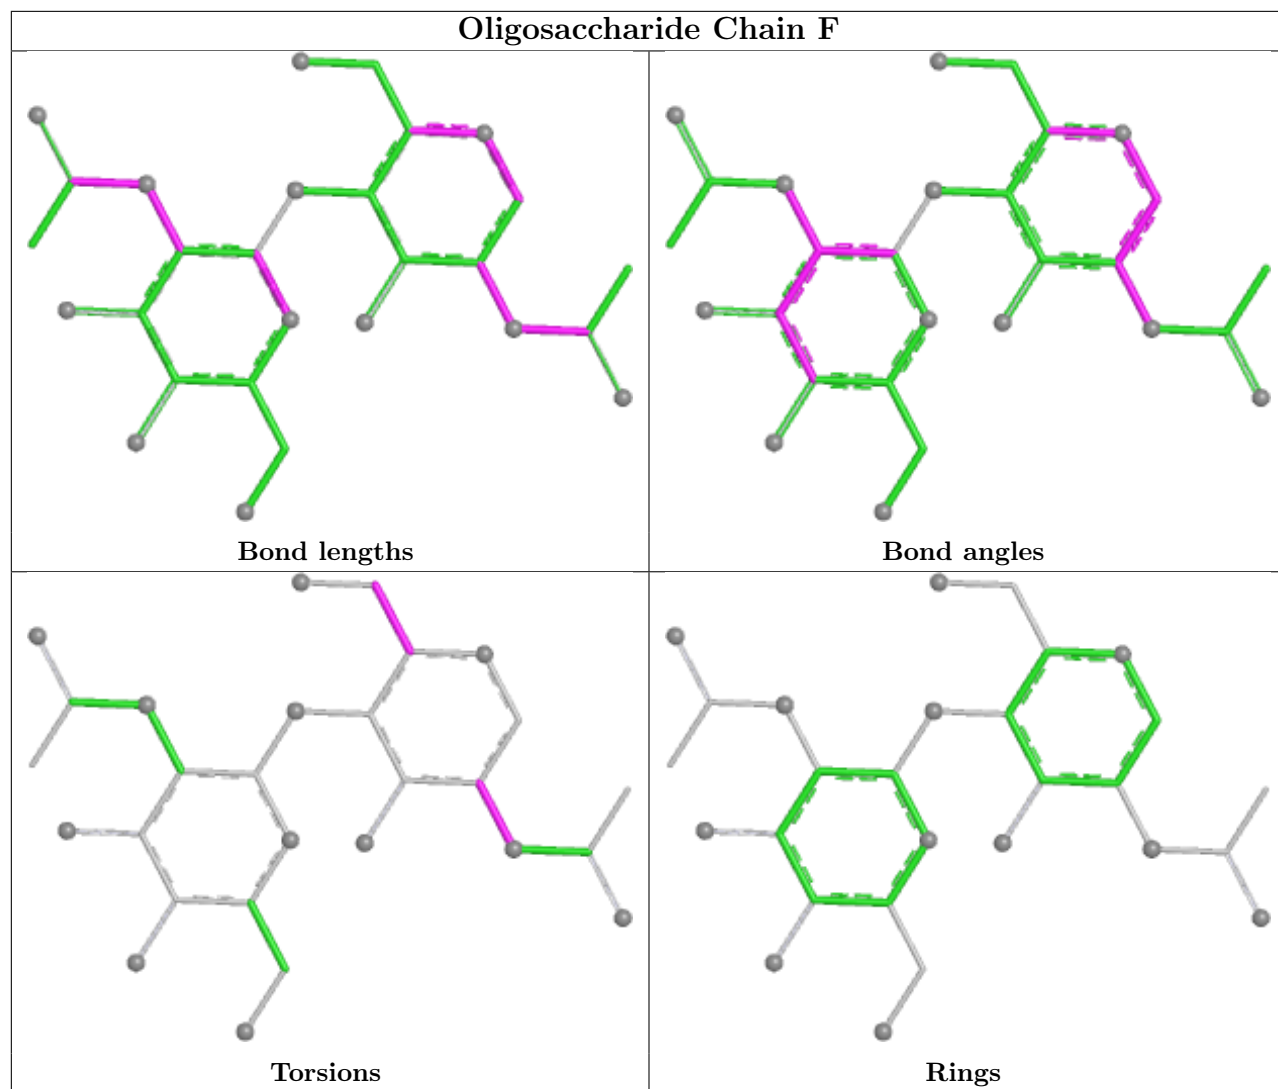 Oligosaccharide Chain F
Bond lengths
Bond angles
Torsions
Rings